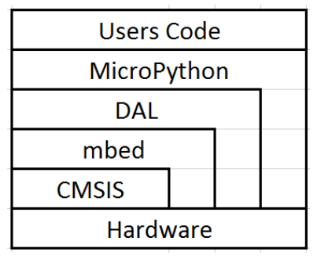 Users Code
MicroPython
DAL
mbed
CMSIS
Hardware